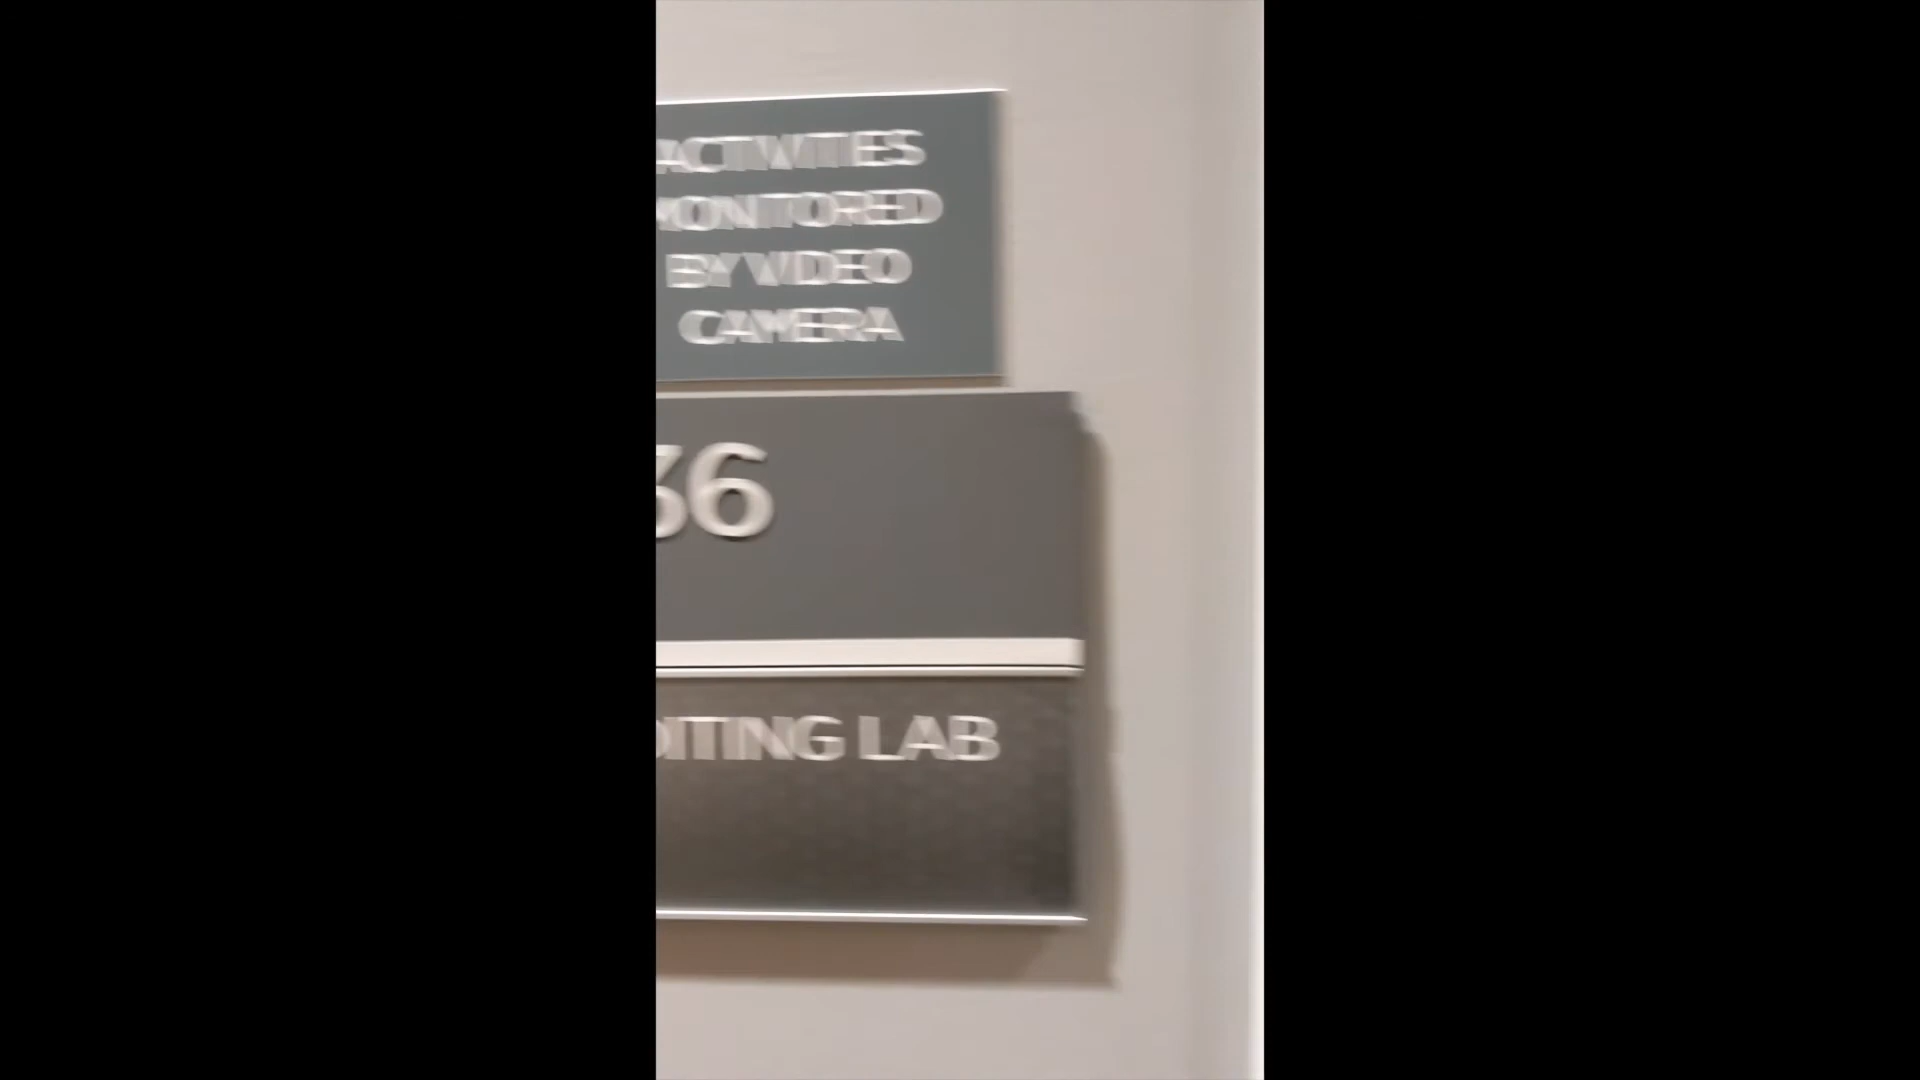 ACTIVITIES
MONITORED
BY VIDEO
CAMERA
36
DITING LAB